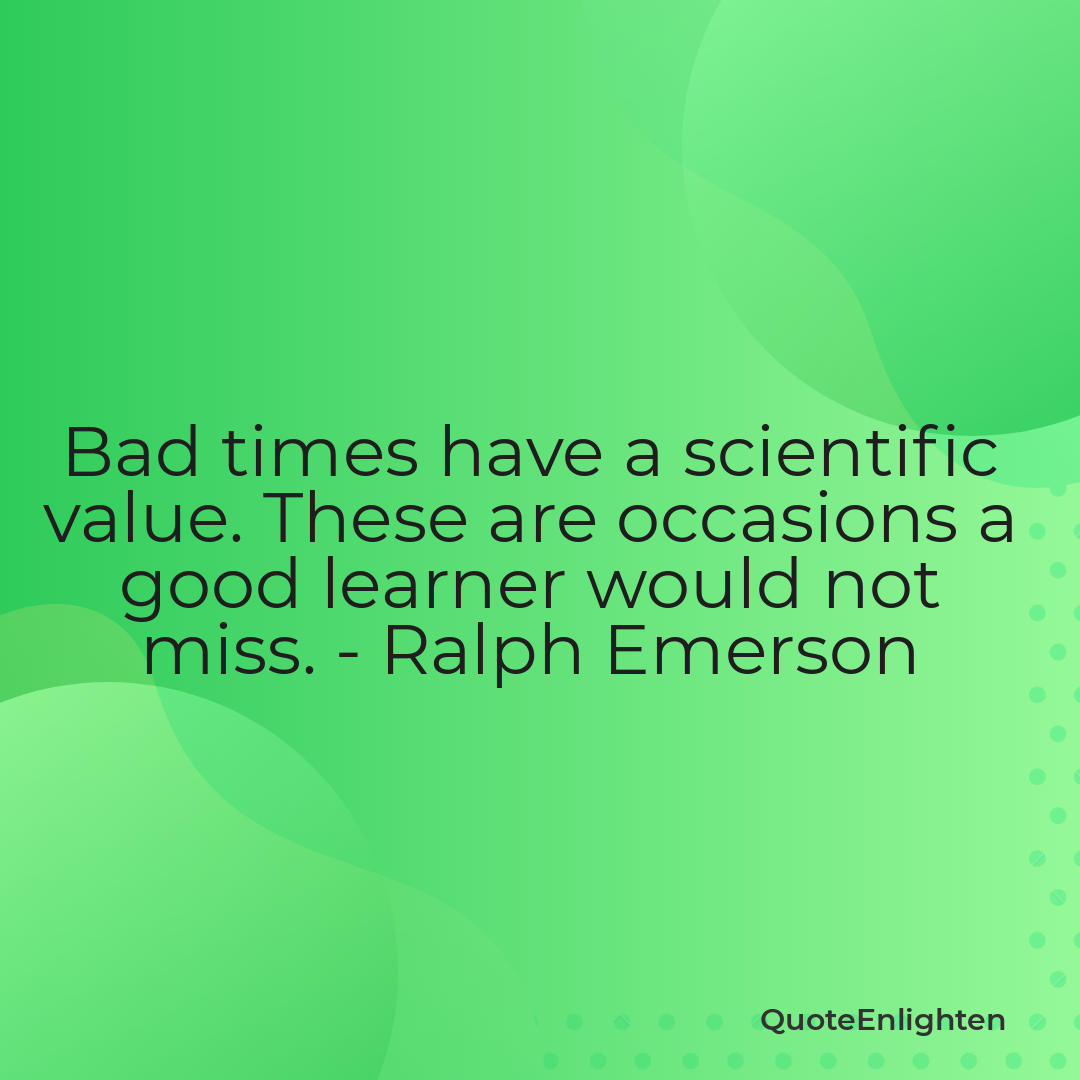 Bad times have a scientific
value. These are occasions a
good learner would not
miss. - Ralph Emerson
QuoteEnlighten